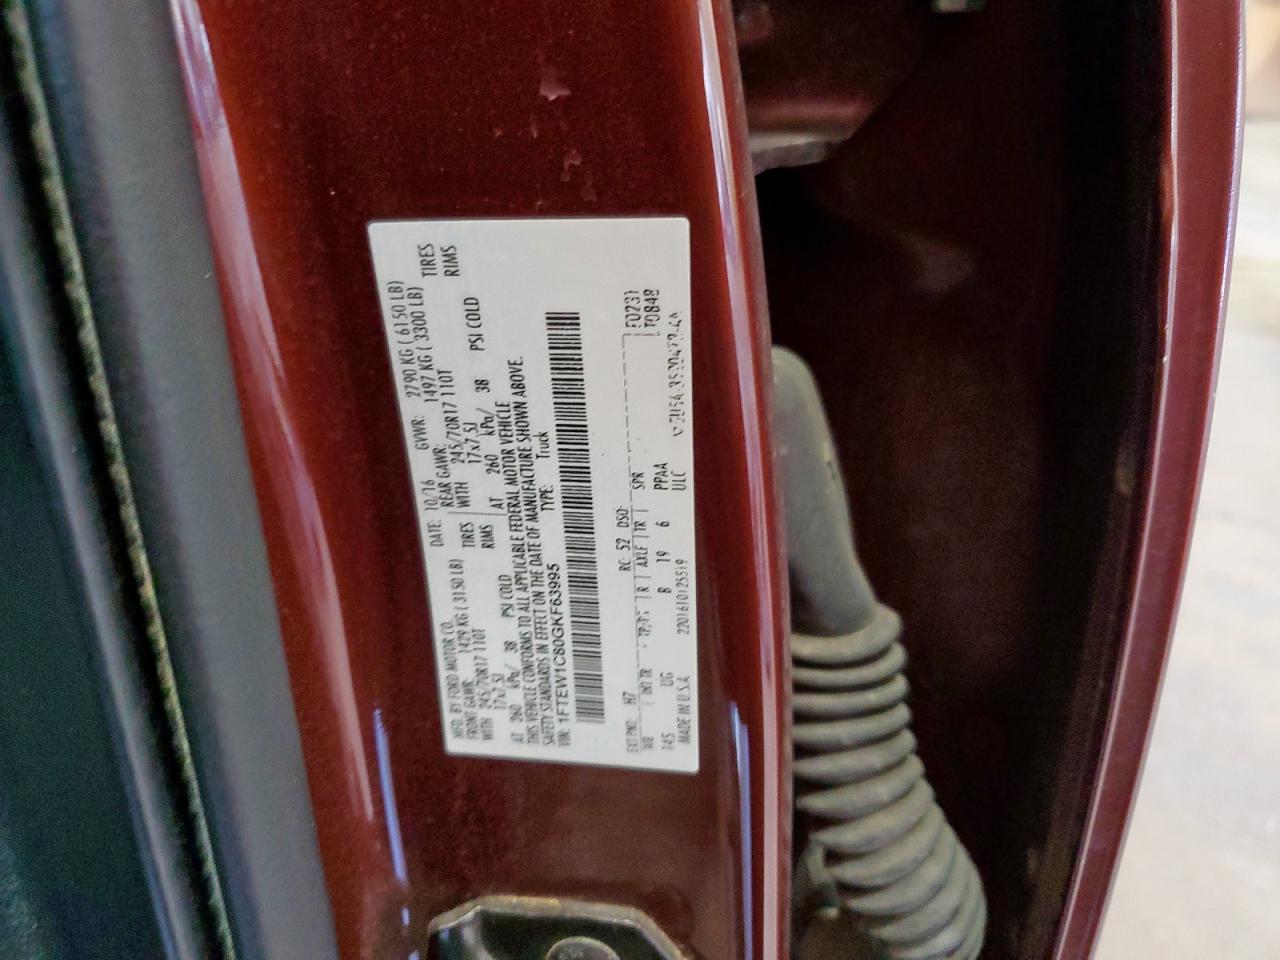 MFD. BY FORD MOTOR CO.
DATE: 10/16 GVWR: 2790 KG ( 6150 LB)
FRONT GAWR: 1429 KG ( 3150 LB) REAR GAWR: 1497 KG ( 3300 LB)
WITH 245/70R17 110T TIRES WITH 245/70R17 110T TIRES
17x7.5J RIMS 17x7.5J RIMS
AT 260 kPa/ 38 PSI COLD AT 260 kPa/ 38 PSI COLD
THIS VEHICLE CONFORMS TO ALL APPLICABLE FEDERAL MOTOR VEHICLE
SAFETY STANDARDS IN EFFECT ON THE DATE OF MANUFACTURE SHOWN ABOVE.
VIN: 1FTEW1C80GKF63995 TYPE: Truck
EXT PNT: H7 RC: 52 DSO: F0237
WB INT TR TP/PS R AXLE TR SPR T0848
145 UG B 19 6 PPAA
MADE IN U.S.A. 2201610125519 ULC